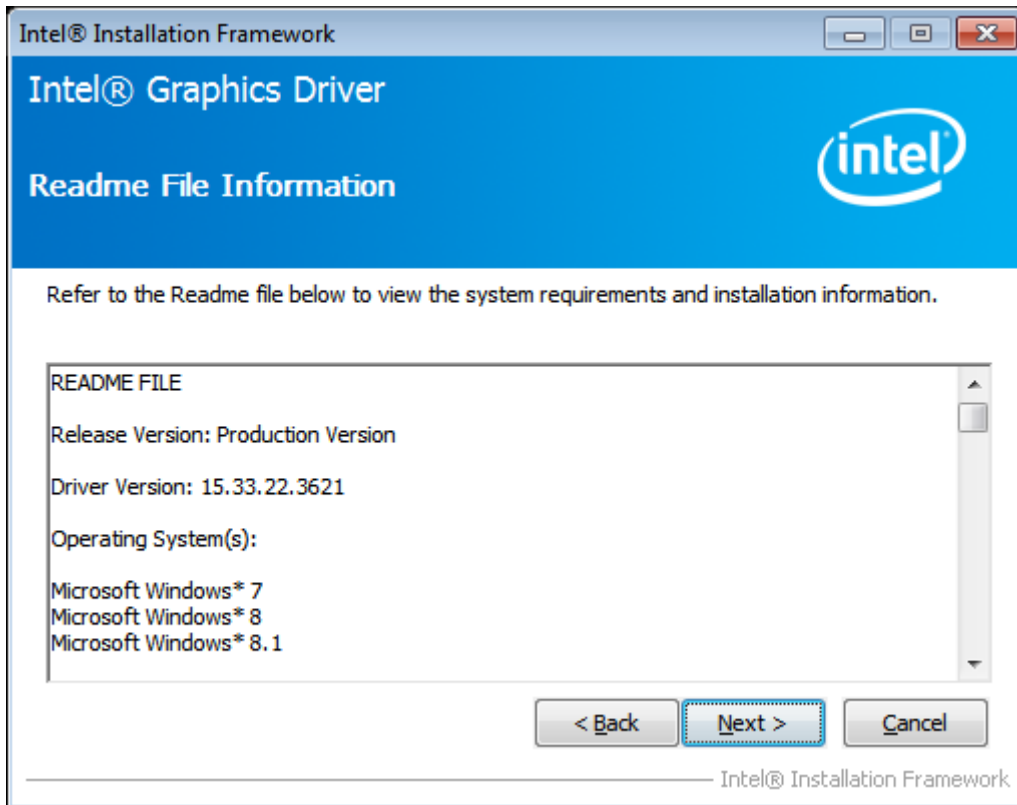 Intel® Installation Framework
Intel® Graphics Driver
intel
Readme File Information
Refer to the Readme file below to view the system requirements and installation information.
README FILE
Release Version: Production Version
Driver Version: 15.33.22.3621
Operating System(s):
Microsoft Windows* 7
Microsoft Windows* 8
Microsoft Windows* 8.1
< Back Next > Cancel
Intel® Installation Framework